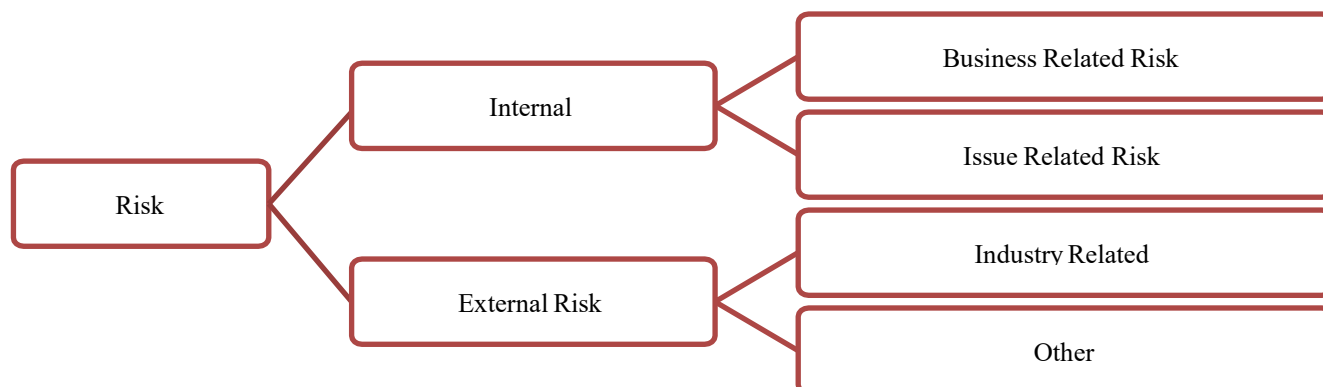 Business Related Risk
Internal
Issue Related Risk
Risk
Industry Related
External Risk
Other